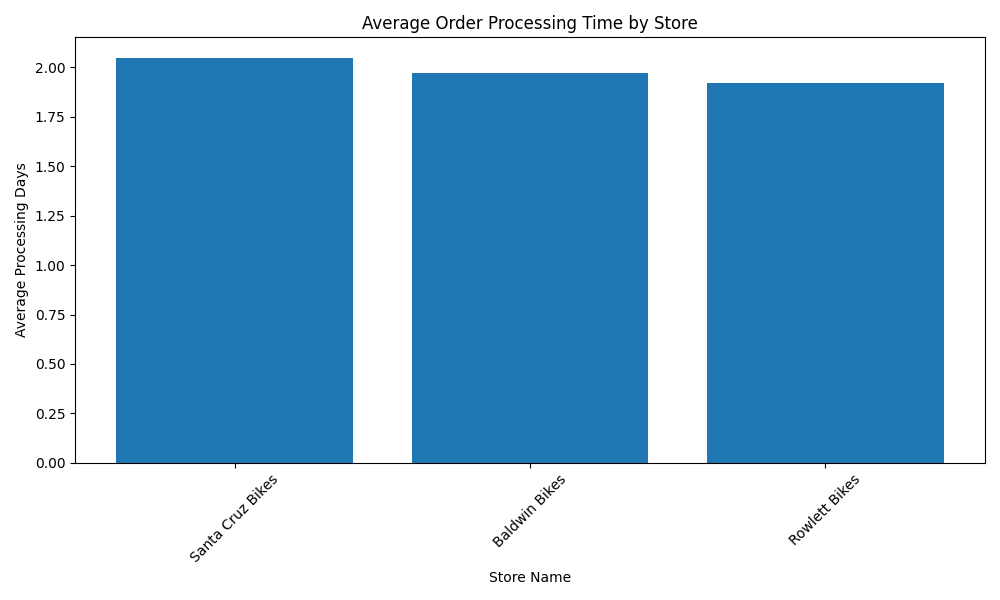 Average Order Processing Time by Store
Average Processing Days
2.00
1.75
1.50
1.25
1.00
0.75
0.50
0.25
0.00
Santa Cruz Bikes
Baldwin Bikes
Rowlett Bikes
Store Name